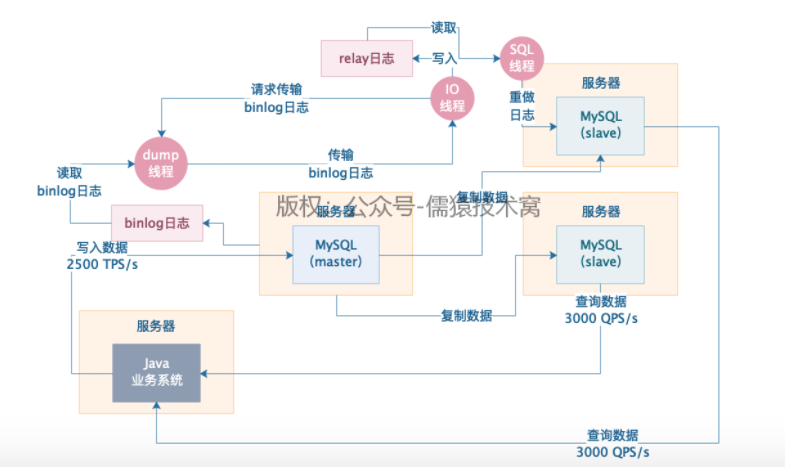 读取
relay日志
写入
SQL
线程
服务器
请求传输
binlog日志
IO
线程
重做
日志
MySQL
（slave）
dump
线程
传输
binlog日志
读取
binlog日志
复制数据
版权：公众号-儒猿技术窝
binlog日志
服务器
服务器
写入数据
2500 TPS/s
MySQL
（master）
MySQL
（slave）
查询数据
3000 QPS/s
复制数据
服务器
Java
业务系统
查询数据
3000 QPS/s